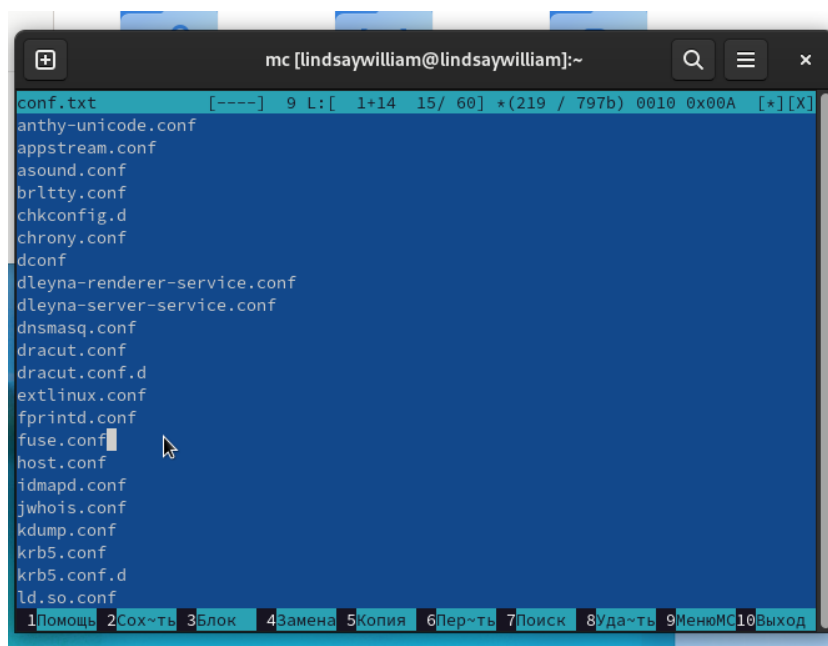 mc [lindsaywilliam@lindsaywilliam]:~
conf.txt [----] 9 L:[ 1+14 15/ 60] *(219 / 797b) 0010 0x00A [*][X]
anthy-unicode.conf
appstream.conf
asound.conf
brltty.conf
chkconfig.d
chrony.conf
dconf
dleyna-renderer-service.conf
dleyna-server-service.conf
dnsmasq.conf
dracut.conf
dracut.conf.d
extlinux.conf
fprintd.conf
fuse.conf
host.conf
idmapd.conf
jwhois.conf
kdump.conf
krb5.conf
krb5.conf.d
ld.so.conf
1Помощь 2Сох~ть 3Блок 4Замена 5Копия 6Пер~ть 7Поиск 8Уда~ть 9МенюMC 10Выход